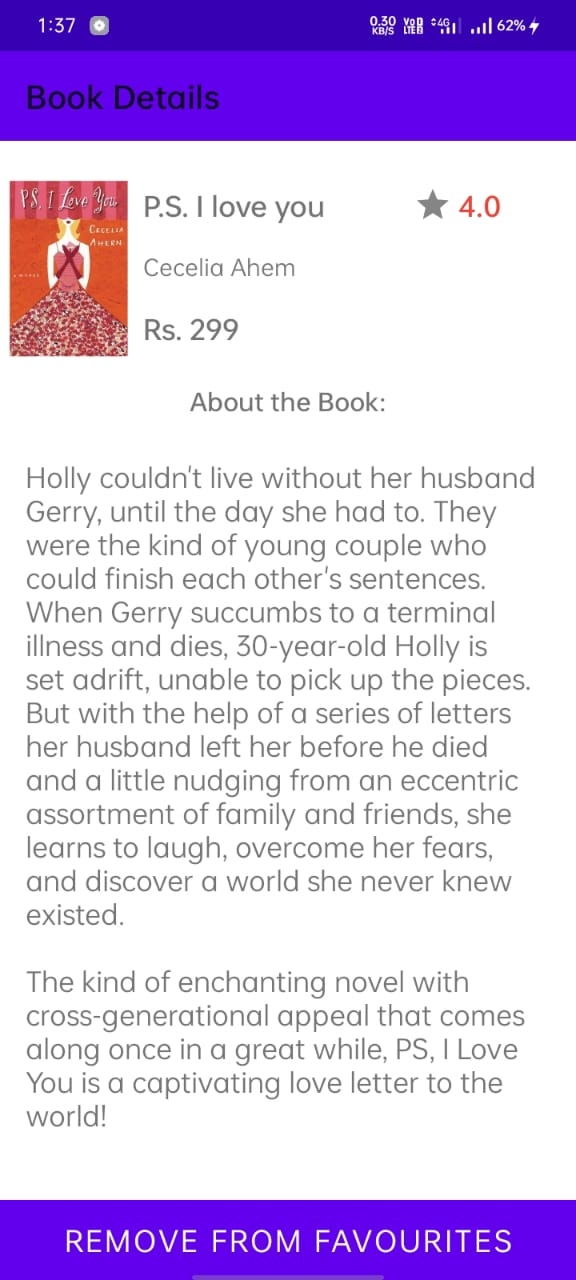 1:37 0.30 KB/S VoD LTE 4G 62%
Book Details
P.S. I Love You
CECELIA
AHERN
A NOVEL
P.S. I love you
4.0
Cecelia Ahem
Rs. 299
About the Book:
Holly couldn't live without her husband
Gerry, until the day she had to. They
were the kind of young couple who
could finish each other's sentences.
When Gerry succumbs to a terminal
illness and dies, 30-year-old Holly is
set adrift, unable to pick up the pieces.
But with the help of a series of letters
her husband left her before he died
and a little nudging from an eccentric
assortment of family and friends, she
learns to laugh, overcome her fears,
and discover a world she never knew
existed.
The kind of enchanting novel with
cross-generational appeal that comes
along once in a great while, PS, I Love
You is a captivating love letter to the
world!
REMOVE FROM FAVOURITES